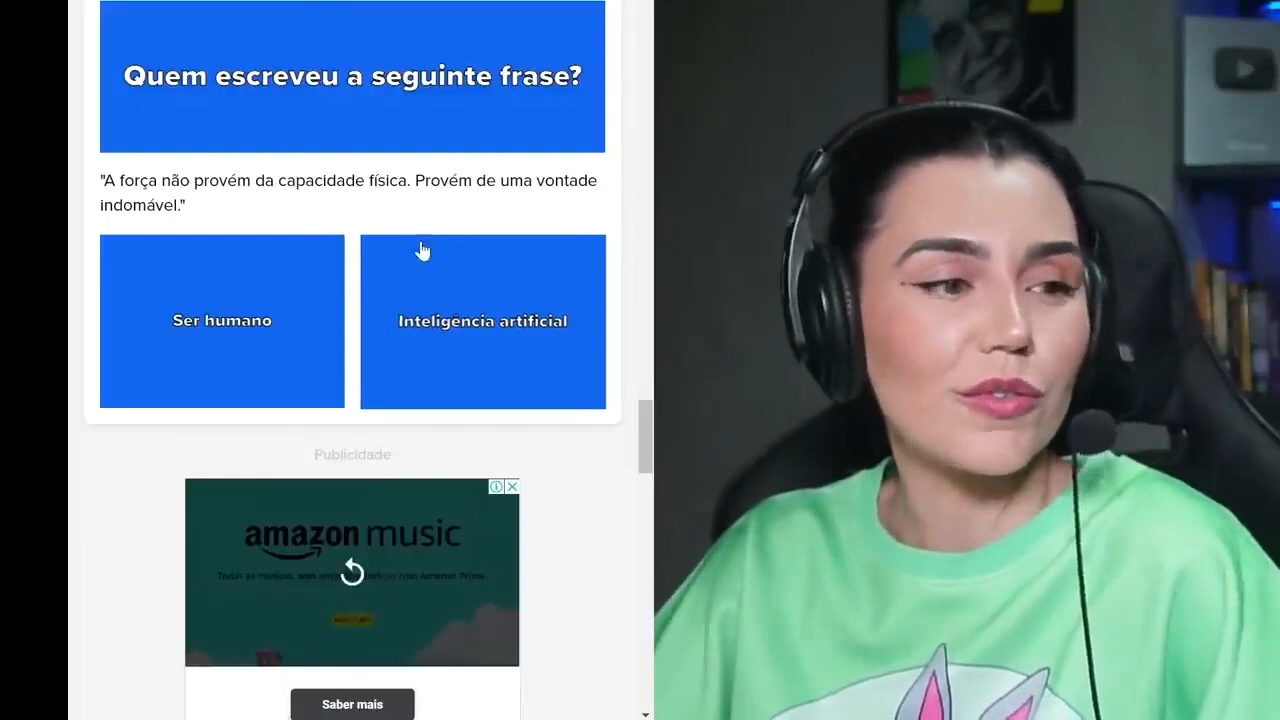 Quem escreveu a seguinte frase?
"A força não provém da capacidade física. Provém de uma vontade
indomável."
Ser humano
Inteligência artificial
Publicidade
amazon music
Saber mais